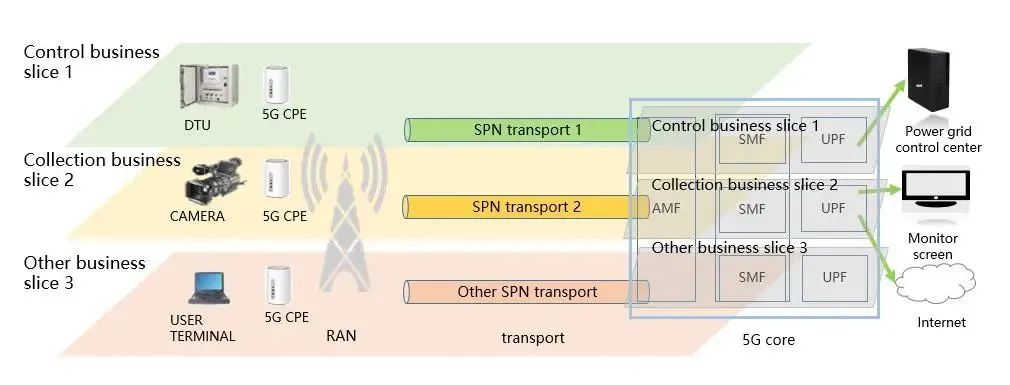 Control business
slice 1
DTU
5G CPE
SPN transport 1
Control business slice 1
SMF
UPF
Power grid
control center
Collection business
slice 2
CAMERA
5G CPE
SPN transport 2
Collection business slice 2
AMF
SMF
UPF
Monitor
screen
Other business
slice 3
USER
TERMINAL
5G CPE
RAN
Other SPN transport
transport
Other business slice 3
SMF
UPF
5G core
Internet